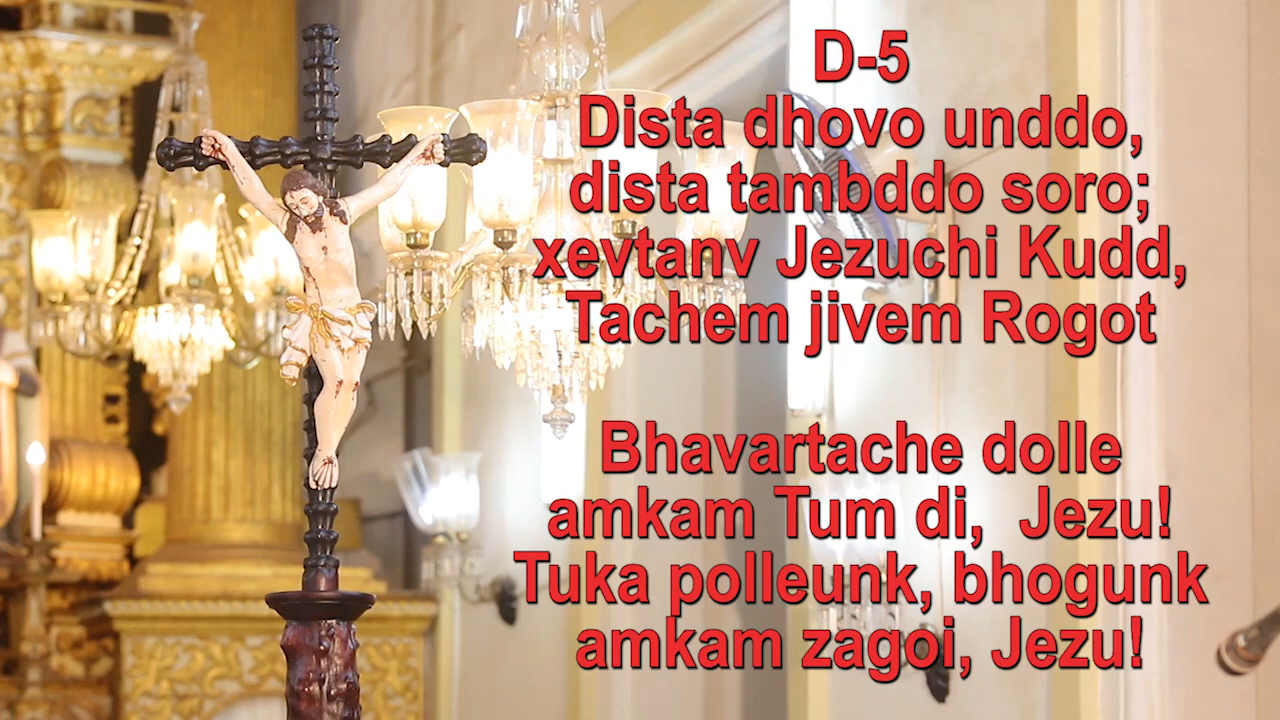 D-5
Dista dhovo unddo,
dista tambddo soro;
xevtanv Jezuchi Kudd,
Tachem jivem Rogot
Bhavartache dolle
amkam Tum di,  Jezu!
Tuka polleunk, bhogunk
amkam zagoi, Jezu!